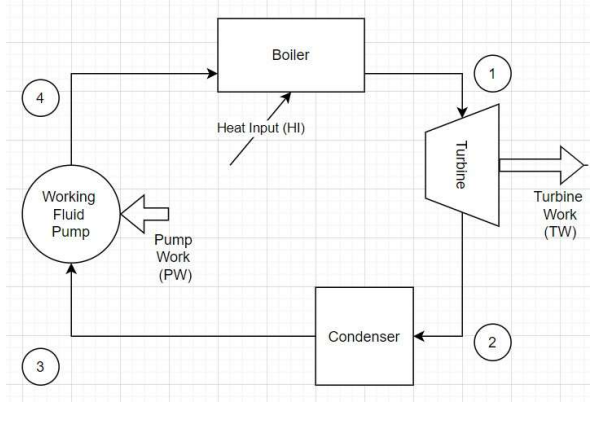 Boiler
1
4
Heat Input (HI)
Turbine
Working
Fluid
Pump
Turbine
Work
(TW)
Pump
Work
(PW)
Condenser
2
3